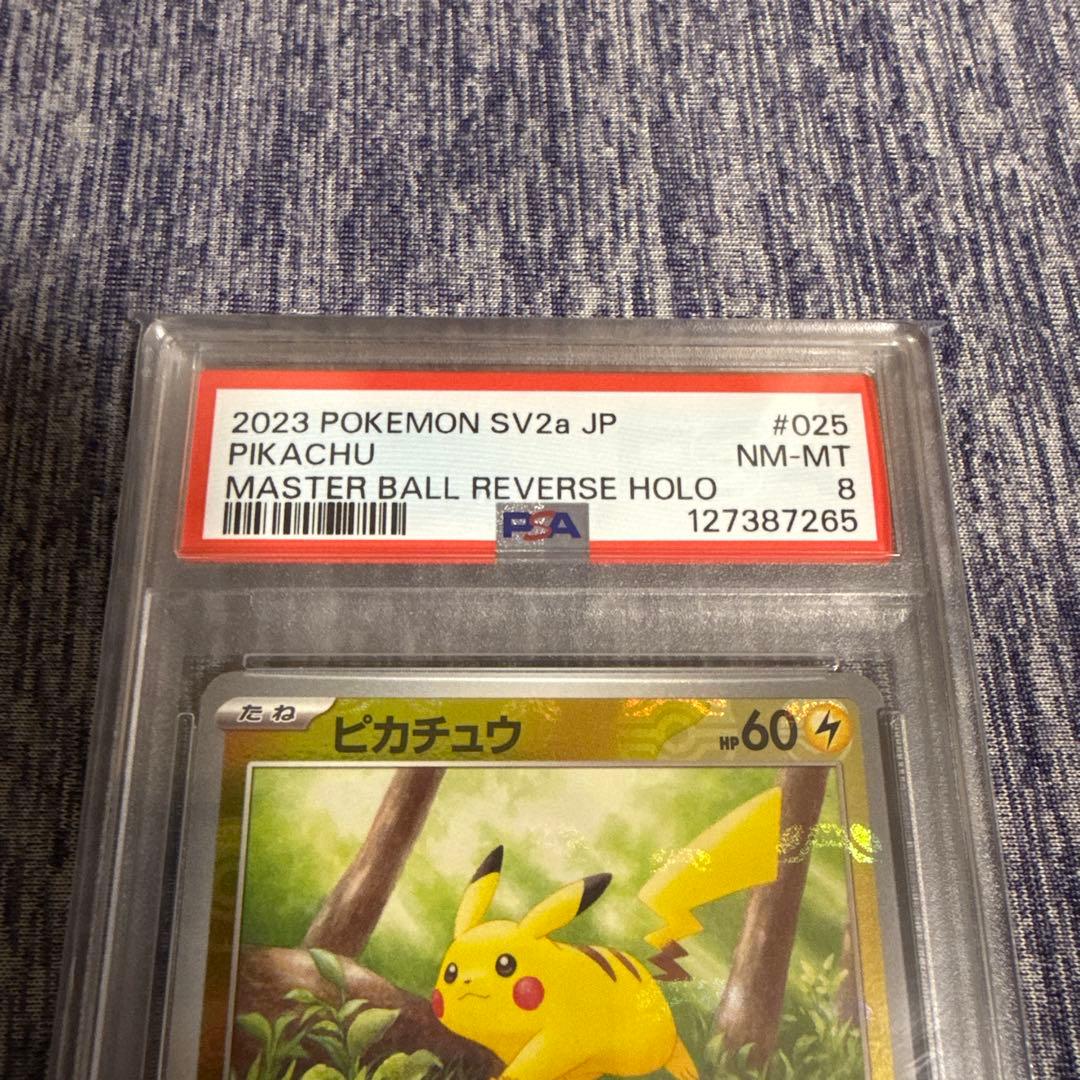 2023 POKEMON SV2a JP #025
PIKACHU NM-MT
MASTER BALL REVERSE HOLO 8
PSA 127387265
たね ピカチュウ HP60